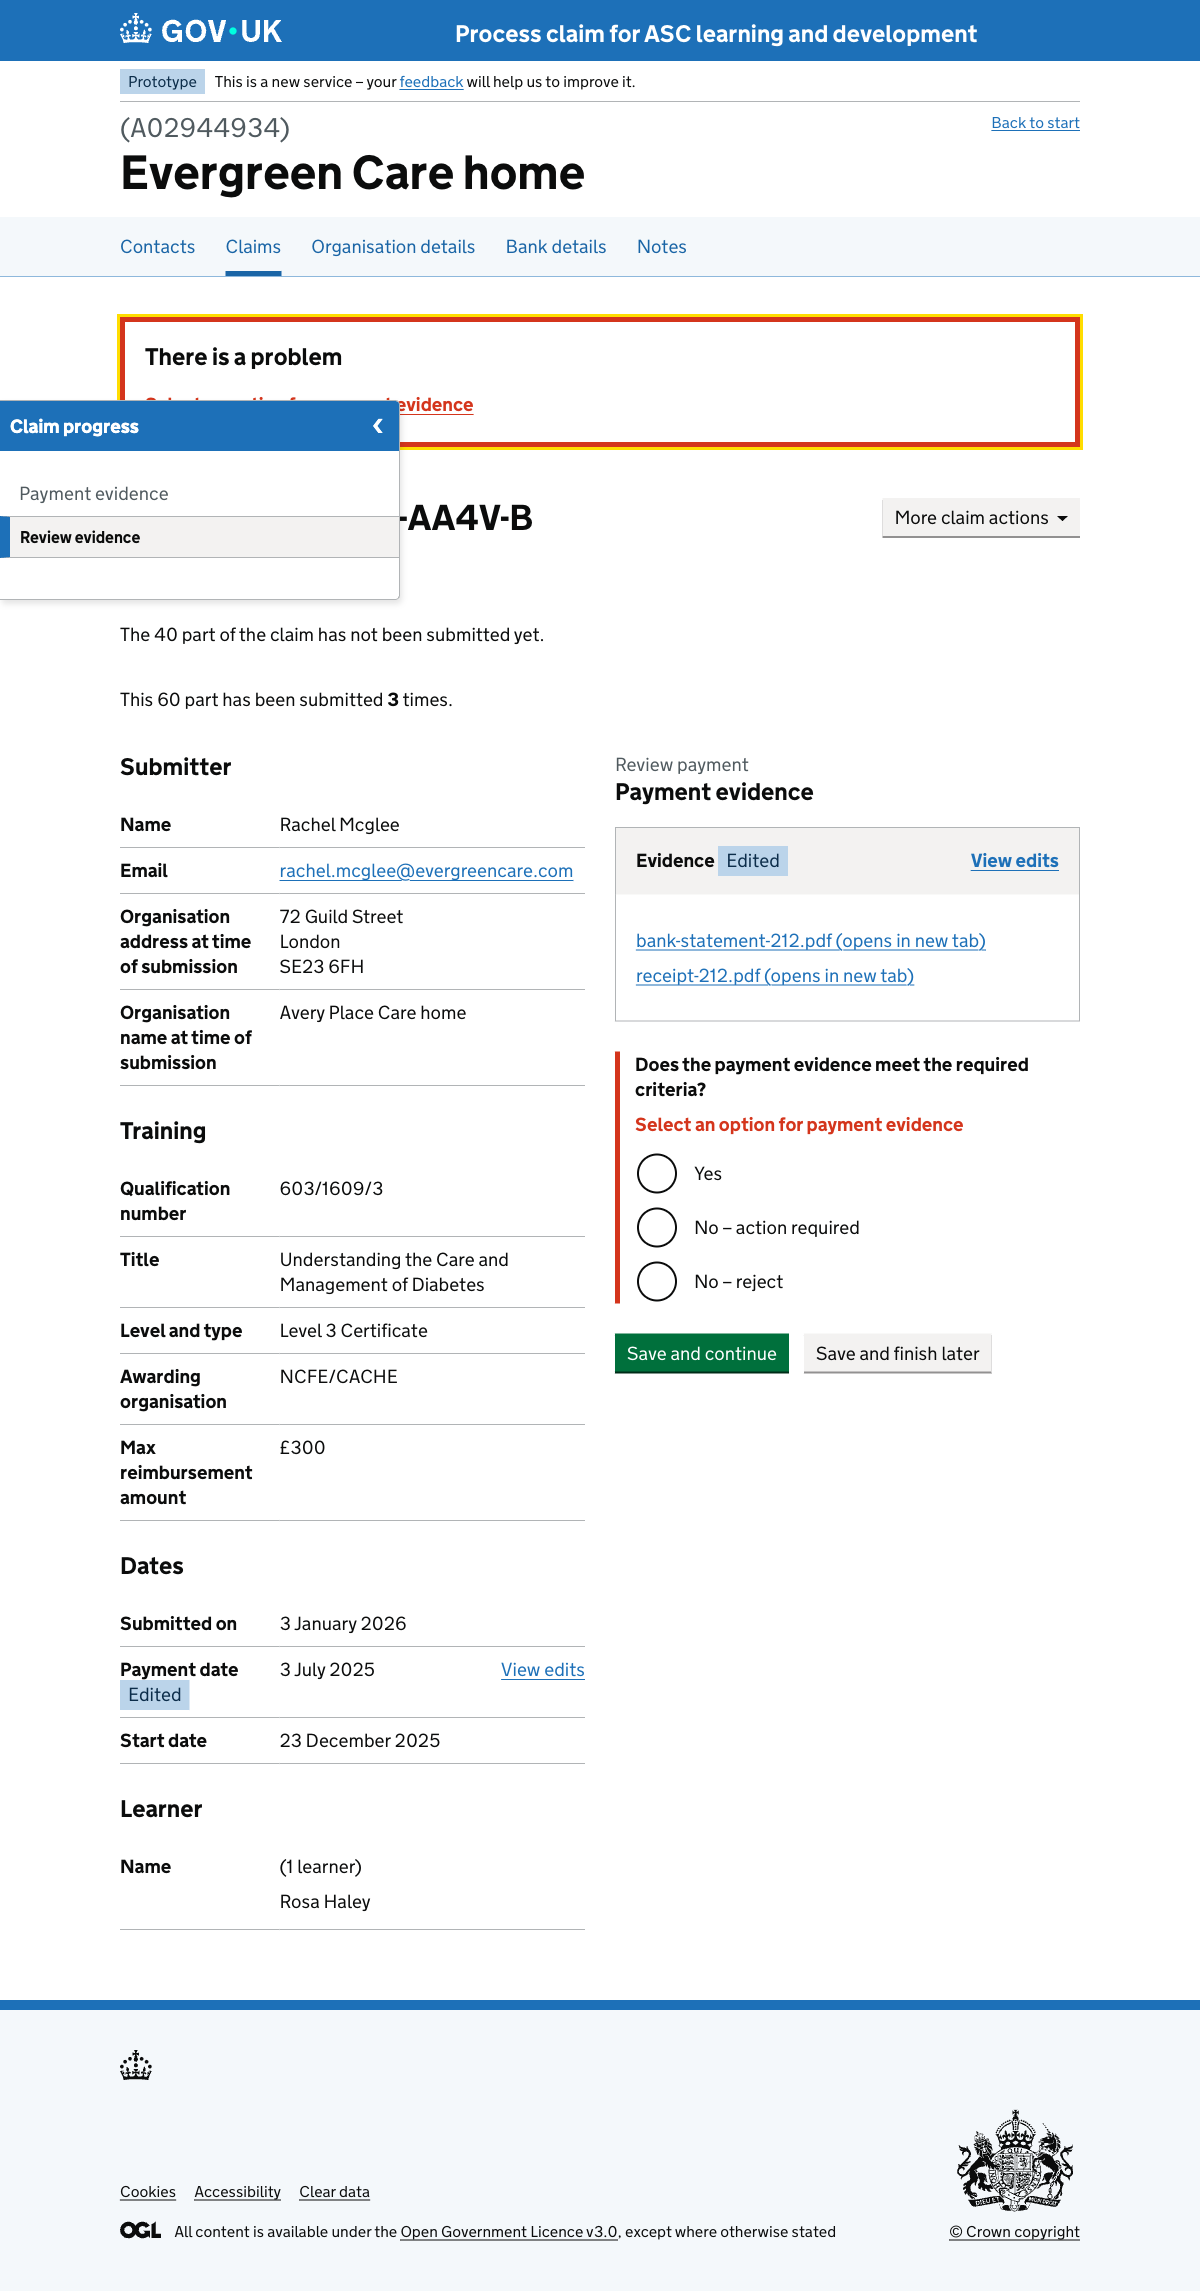 GOV·UK
Process claim for ASC learning and development
Prototype This is a new service – your feedback will help us to improve it.
(A02944934)
Back to start
Evergreen Care home
Contacts Claims Organisation details Bank details Notes
There is a problem
evidence
Claim progress
Payment evidence
Review evidence
-AA4V-B
More claim actions
The 40 part of the claim has not been submitted yet.
This 60 part has been submitted 3 times.
Submitter
Name Rachel Mcglee
Email rachel.mcglee@evergreencare.com
Organisation address at time of submission
72 Guild Street
London
SE23 6FH
Organisation name at time of submission
Avery Place Care home
Training
Qualification number
603/1609/3
Title
Understanding the Care and
Management of Diabetes
Level and type Level 3 Certificate
Awarding organisation
NCFE/CACHE
Max reimbursement amount
£300
Dates
Submitted on 3 January 2026
Payment date 3 July 2025 View edits
Edited
Start date 23 December 2025
Learner
Name (1 learner)
Rosa Haley
Review payment
Payment evidence
Evidence Edited View edits
bank-statement-212.pdf (opens in new tab)
receipt-212.pdf (opens in new tab)
Does the payment evidence meet the required
criteria?
Select an option for payment evidence
Yes
No – action required
No – reject
Save and continue Save and finish later
Cookies Accessibility Clear data
OGL All content is available under the Open Government Licence v3.0, except where otherwise stated
© Crown copyright